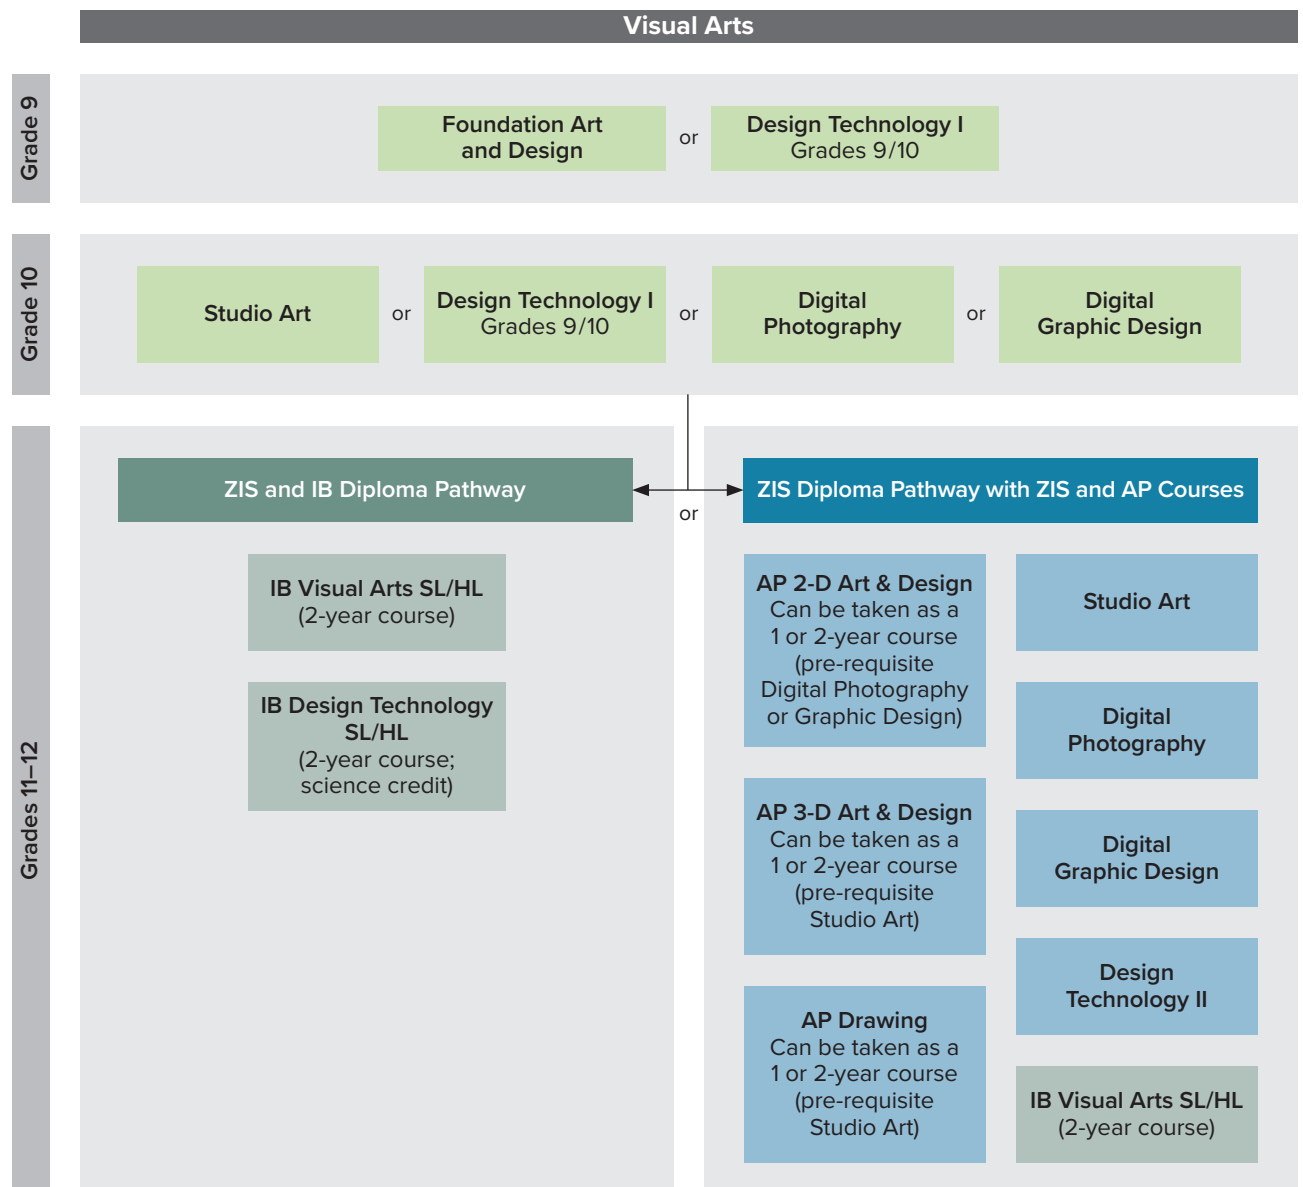 Visual Arts
Grade 9
Foundation Art
and Design
or
Design Technology I
Grades 9/10
Grade 10
Studio Art
or
Design Technology I
Grades 9/10
or
Digital
Photography
or
Digital
Graphic Design
Grades 11–12
ZIS and IB Diploma Pathway
or
ZIS Diploma Pathway with ZIS and AP Courses
IB Visual Arts SL/HL
(2-year course)
IB Design Technology
SL/HL
(2-year course;
science credit)
AP 2-D Art & Design
Can be taken as a
1 or 2-year course
(pre-requisite
Digital Photography
or Graphic Design)
AP 3-D Art & Design
Can be taken as a
1 or 2-year course
(pre-requisite
Studio Art)
AP Drawing
Can be taken as a
1 or 2-year course
(pre-requisite
Studio Art)
Studio Art
Digital
Photography
Digital
Graphic Design
Design
Technology II
IB Visual Arts SL/HL
(2-year course)